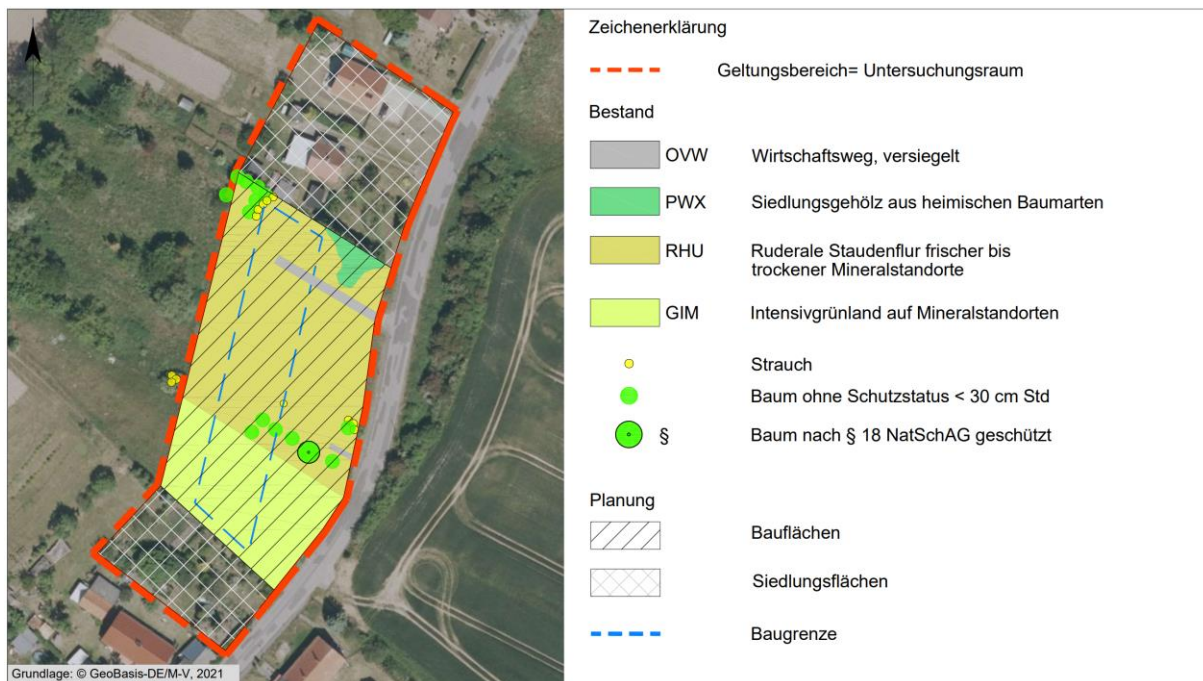 Zeichenerklärung
Geltungsbereich= Untersuchungsraum
Bestand
OVW Wirtschaftsweg, versiegelt
PWX Siedlungsgehölz aus heimischen Baumarten
RHU Ruderale Staudenflur frischer bis
trockener Mineralstandorte
GIM Intensivgrünland auf Mineralstandorten
Strauch
Baum ohne Schutzstatus < 30 cm Std
§ Baum nach § 18 NatSchAG geschützt
Planung
Bauflächen
Siedlungsflächen
Baugrenze
Grundlage: © GeoBasis-DE/M-V, 2021